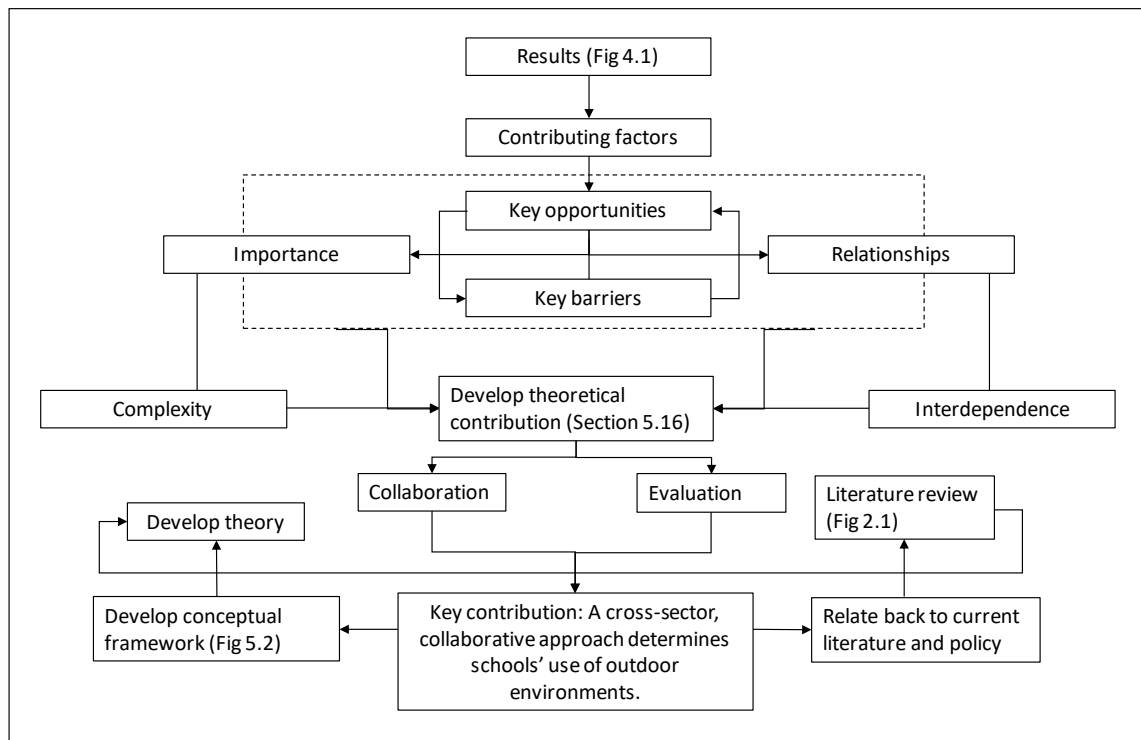 Results (Fig 4.1)
Contributing factors
Key opportunities
Importance
Relationships
Key barriers
Complexity
Develop theoretical
contribution (Section 5.16)
Interdependence
Collaboration
Evaluation
Literature review
(Fig 2.1)
Develop theory
Develop conceptual
framework (Fig 5.2)
Key contribution: A cross-sector,
collaborative approach determines
schools’ use of outdoor
environments.
Relate back to current
literature and policy